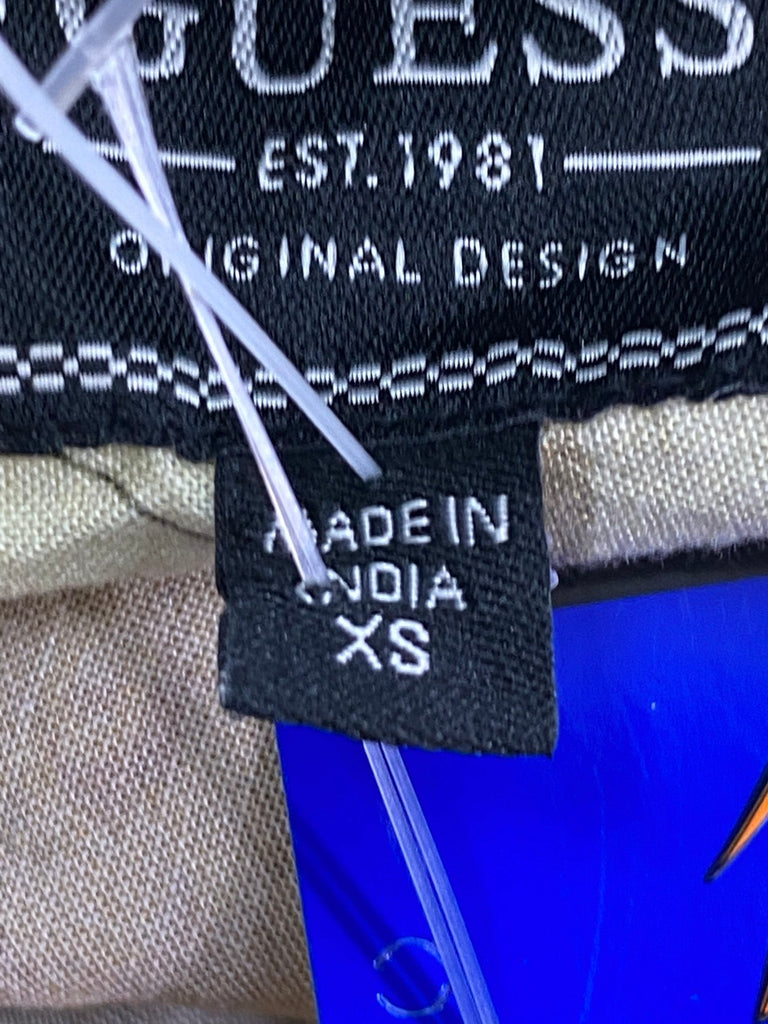 GUESS
EST. 1981
ORIGINAL DESIGN
MADE IN
INDIA
XS